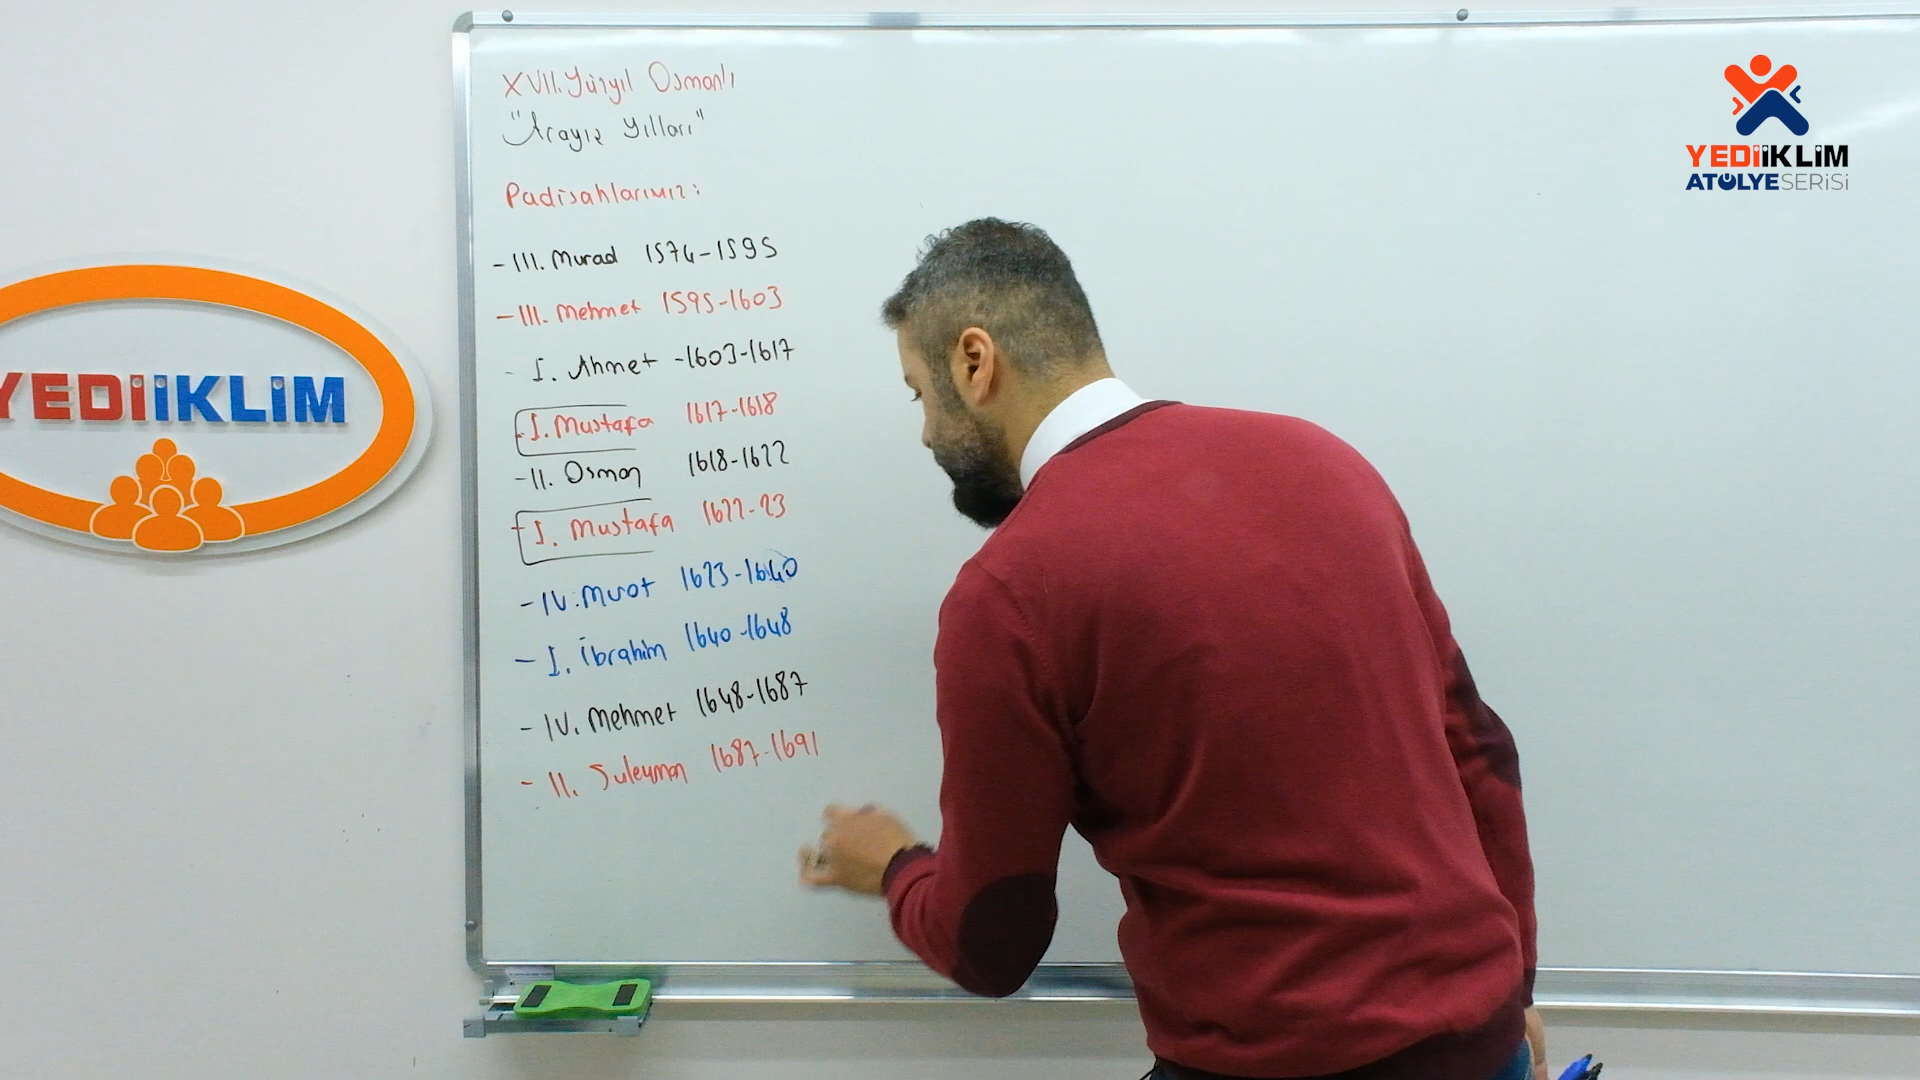 XVII. Yüzyıl Osmanlı
"Arayış Yılları"
Padişahlarımız:
- III. Murad 1574-1595
- III. Mehmet 1595-1603
- I. Ahmet -1603-1617
- I. Mustafa 1617-1618
- II. Osman 1618-1622
- I. Mustafa 1622-23
- IV. Murat 1623-1640
- I. İbrahim 1640-1648
- IV. Mehmet 1648-1687
- II. Suleyman 1687-1691
YEDİİKLİM
YEDİİKLİM
ATÖLYE SERİSİ